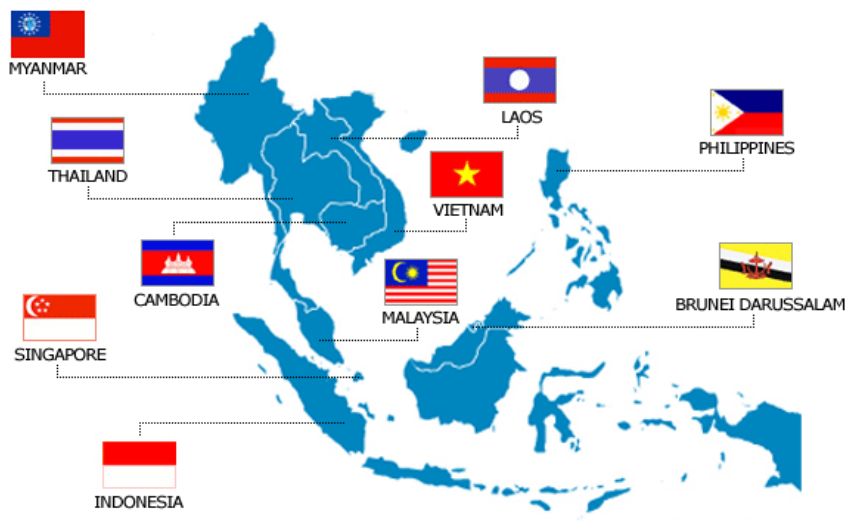 MYANMAR
LAOS
THAILAND
PHILIPPINES
VIETNAM
CAMBODIA
MALAYSIA
BRUNEI DARUSSALAM
SINGAPORE
INDONESIA